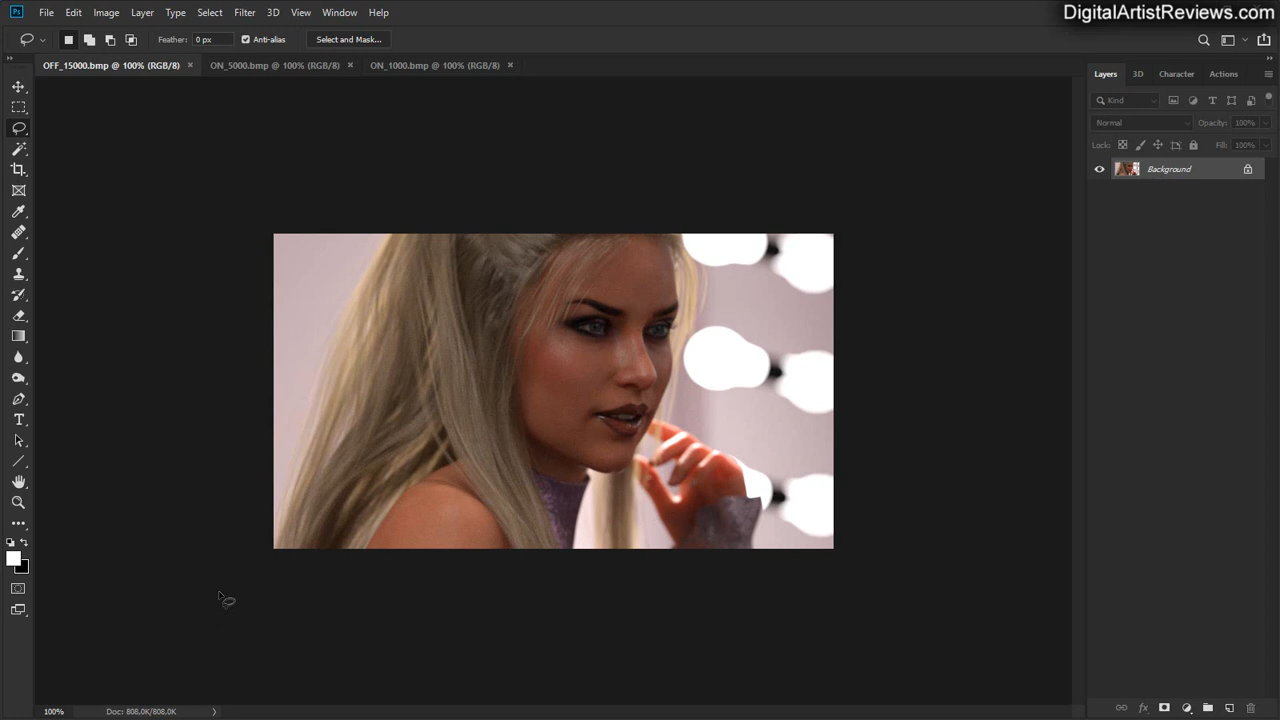 DigitalArtistReviews.com
Ps File Edit Image Layer Type Select Filter 3D View Window Help
Feather: 0 px Anti-alias Select and Mask...
OFF_15000.bmp @ 100% (RGB/8) × ON_5000.bmp @ 100% (RGB/8) × ON_1000.bmp @ 100% (RGB/8) ×
Layers 3D Character Actions
Kind
Normal Opacity: 100%
Lock: Fill: 100%
Background
100% Doc: 808,0K/808,0K